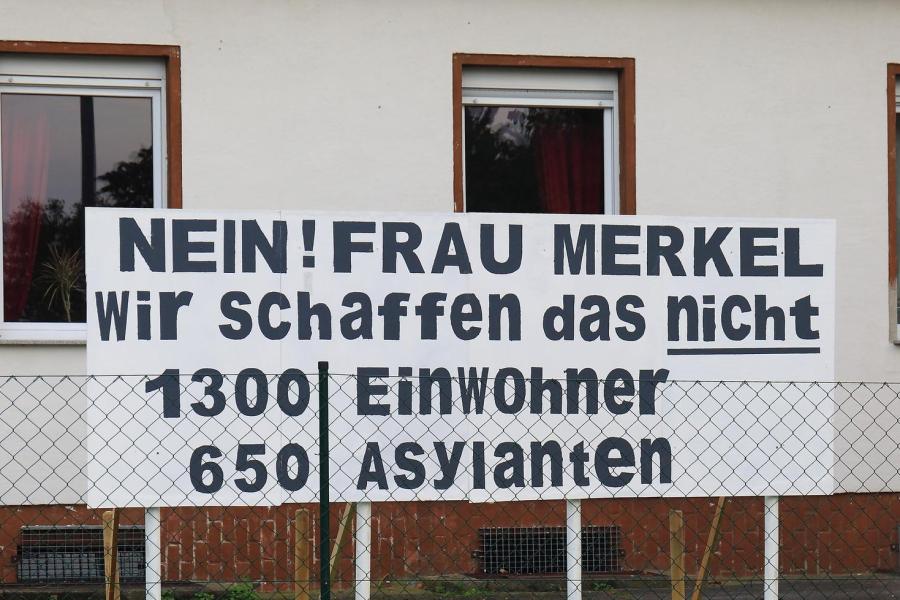 NEIN! FRAU MERKEL
Wir schaffen das nicht
1300 Einwohner
650 Asylanten